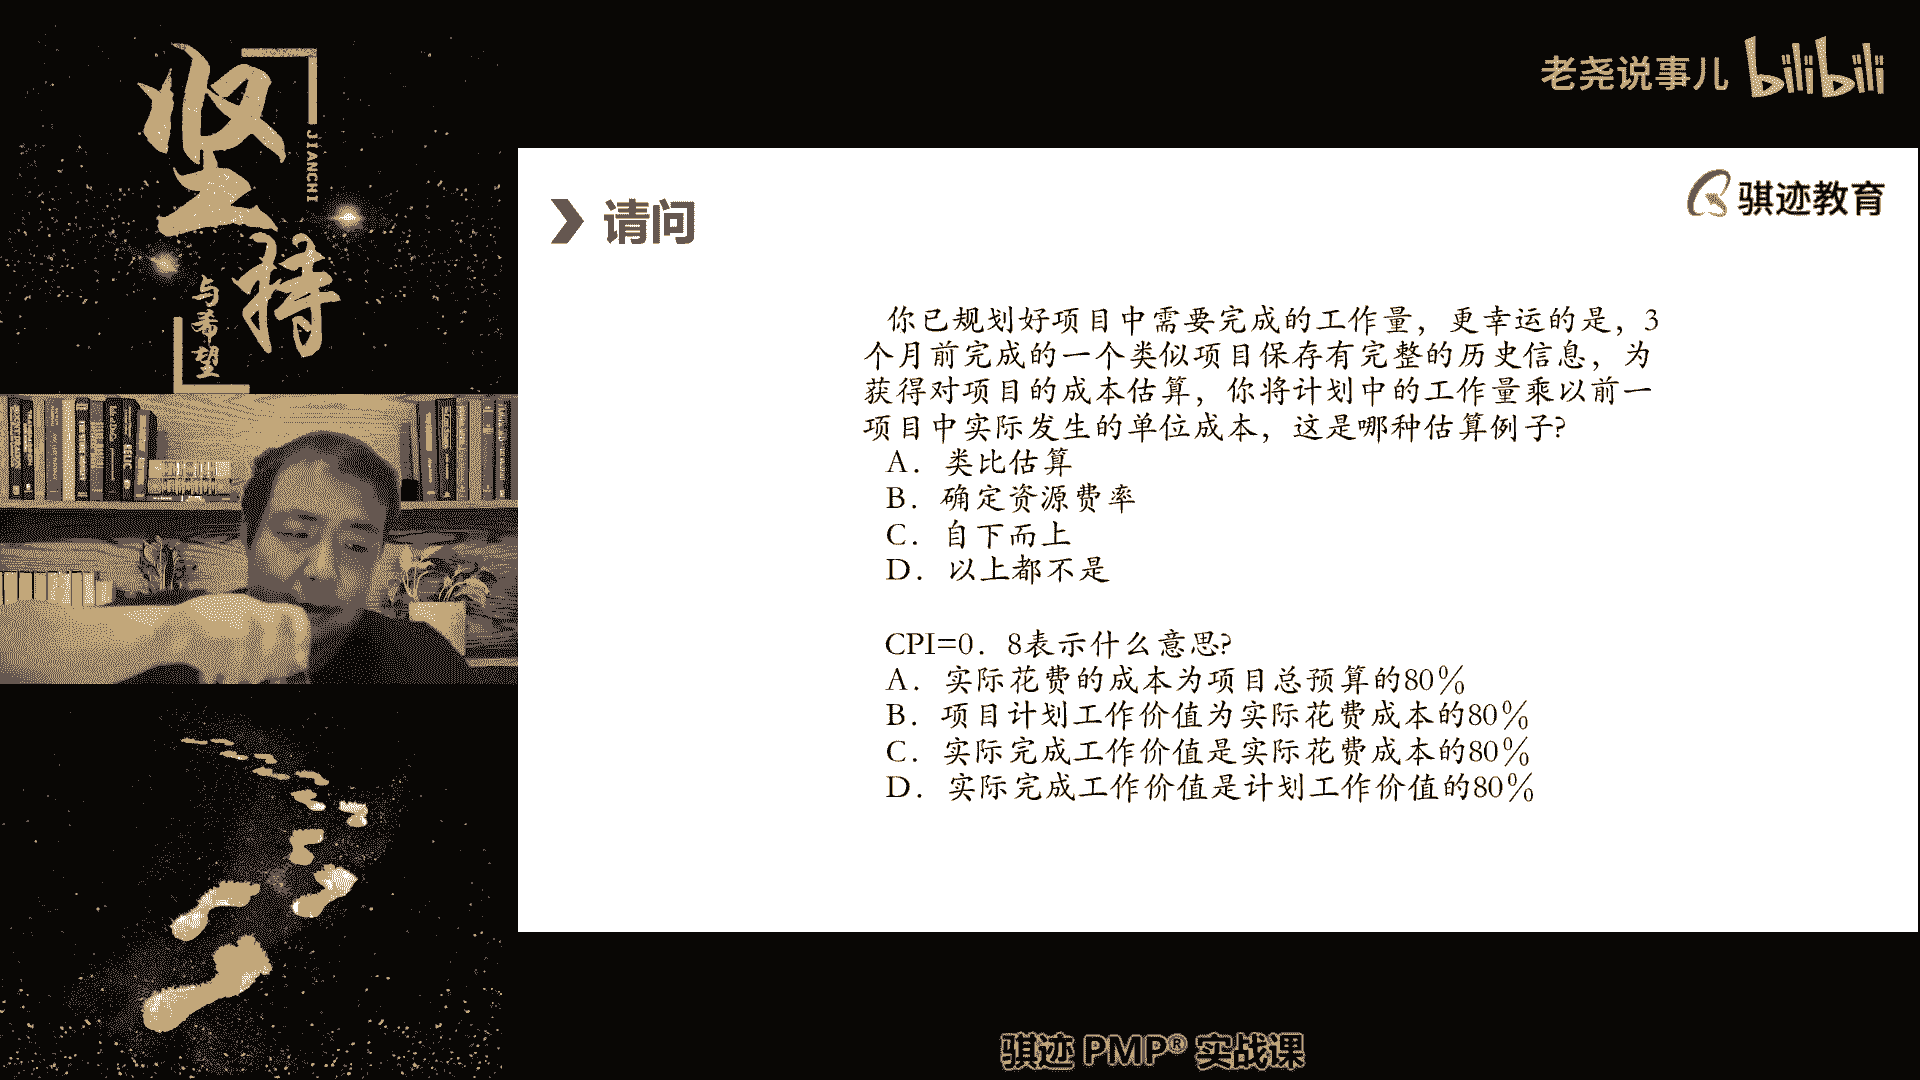 坚持
JIANCHI
与希望
老尧说事儿 bilibili
骐迹教育
请问
你已规划好项目中需要完成的工作量，更幸运的是，3
个月前完成的一个类似项目保存有完整的历史信息，为
获得对项目的成本估算，你将计划中的工作量乘以前一
项目中实际发生的单位成本，这是哪种估算例子?
A．类比估算
B．确定资源费率
C．自下而上
D．以上都不是
CPI=0．8表示什么意思?
A．实际花费的成本为项目总预算的80％
B．项目计划工作价值为实际花费成本的80％
C．实际完成工作价值是实际花费成本的80％
D．实际完成工作价值是计划工作价值的80％
骐迹 PMP® 实战课